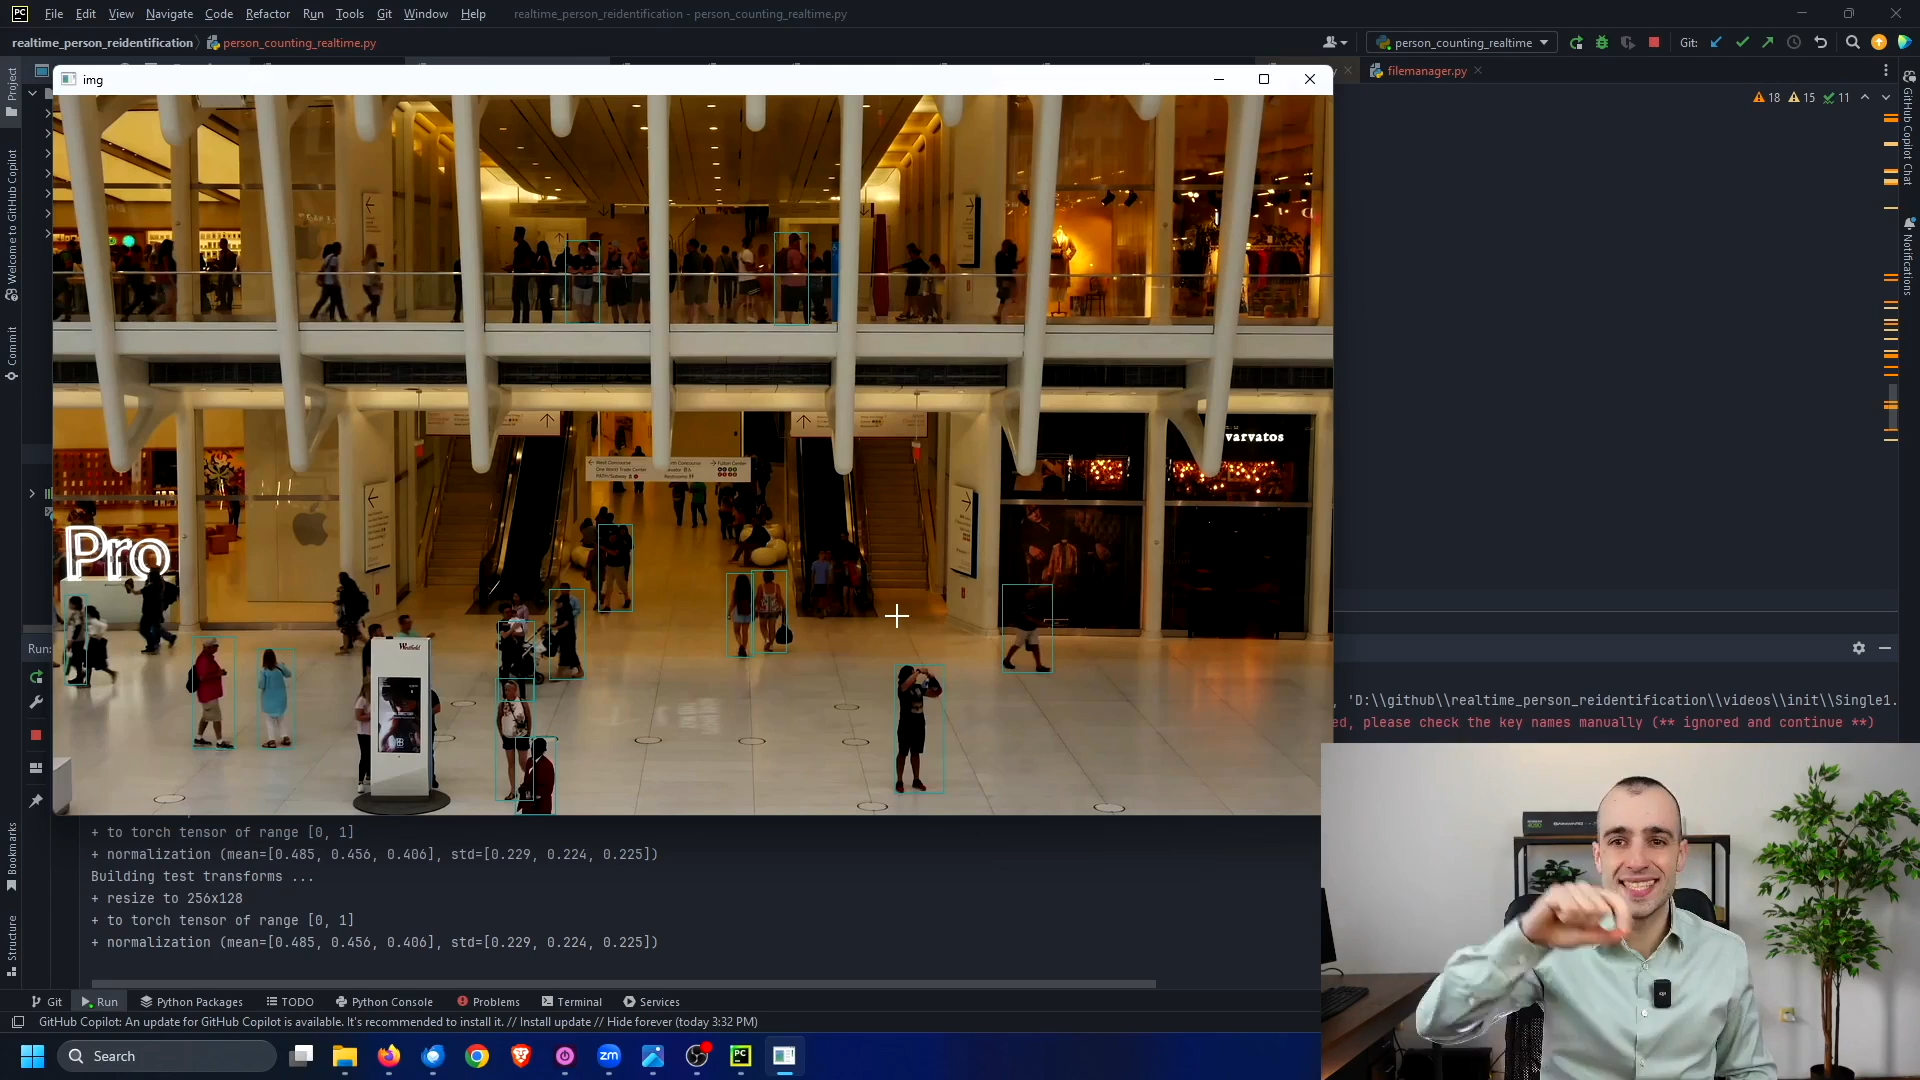 File Edit View Navigate Code Refactor Run Tools Git Window Help
realtime_person_reidentification - person_counting_realtime.py
realtime_person_reidentification
person_counting_realtime.py
person_counting_realtime
Git:
filemanager.py
18 15 11
Project
Welcome to GitHub Copilot
Commit
Bookmarks
Structure
GitHub Copilot Chat
Notifications
img
varvatos
West Concourse
Fulton Center
Pro
Westfield
Run:
'D:\\github\\realtime_person_reidentification\\videos\\init\\Single1.
ed, please check the key names manually (** ignored and continue **)
+ to torch tensor of range [0, 1]
+ normalization (mean=[0.485, 0.456, 0.406], std=[0.229, 0.224, 0.225])
Building test transforms ...
+ resize to 256x128
+ to torch tensor of range [0, 1]
+ normalization (mean=[0.485, 0.456, 0.406], std=[0.229, 0.224, 0.225])
Git Run Python Packages TODO Python Console Problems Terminal Services
GitHub Copilot: An update for GitHub Copilot is available. It's recommended to install it. // Install update // Hide forever (today 3:32 PM)
Search
zm
PC